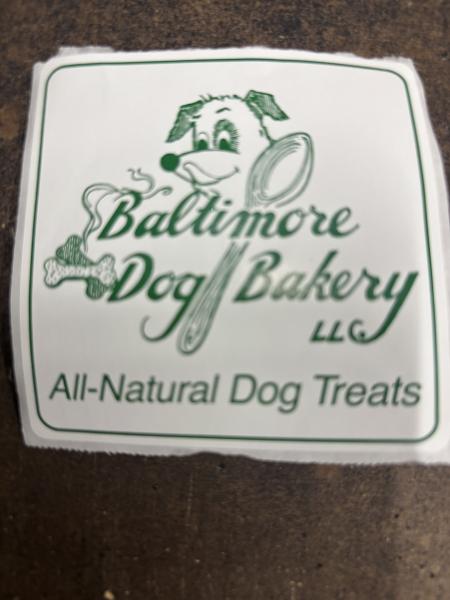 Baltimore
Dog Bakery
LLC
All-Natural Dog Treats